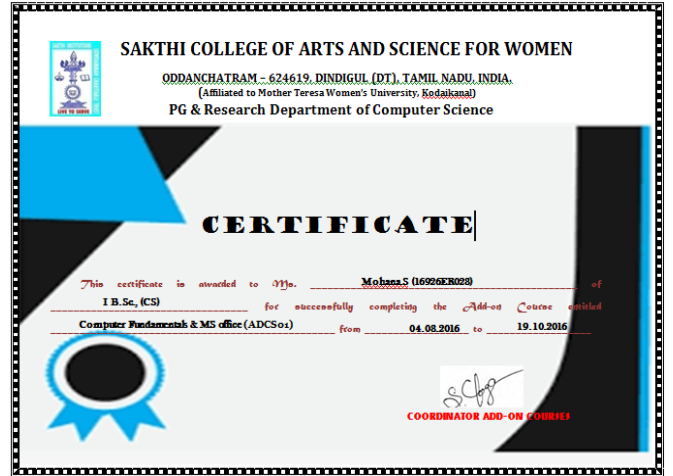 SAKTHI COLLEGE OF ARTS AND SCIENCE FOR WOMEN
ODDANCHATRAM – 624619, DINDIGUL (DT), TAMIL NADU, INDIA.
(Affiliated to Mother Teresa Women's University, Kodaikanal)
PG & Research Department of Computer Science
LIVE TO SERVE
CERTIFICATE
This certificate is awarded to Ms. Mohana.S (16926ER028) of
I B.Sc., (CS) for successfully completing the Add-on Course entitled
Computer Fundamentals & MS office (ADCS01) from 04.08.2016 to 19.10.2016
COORDINATOR ADD-ON COURSES